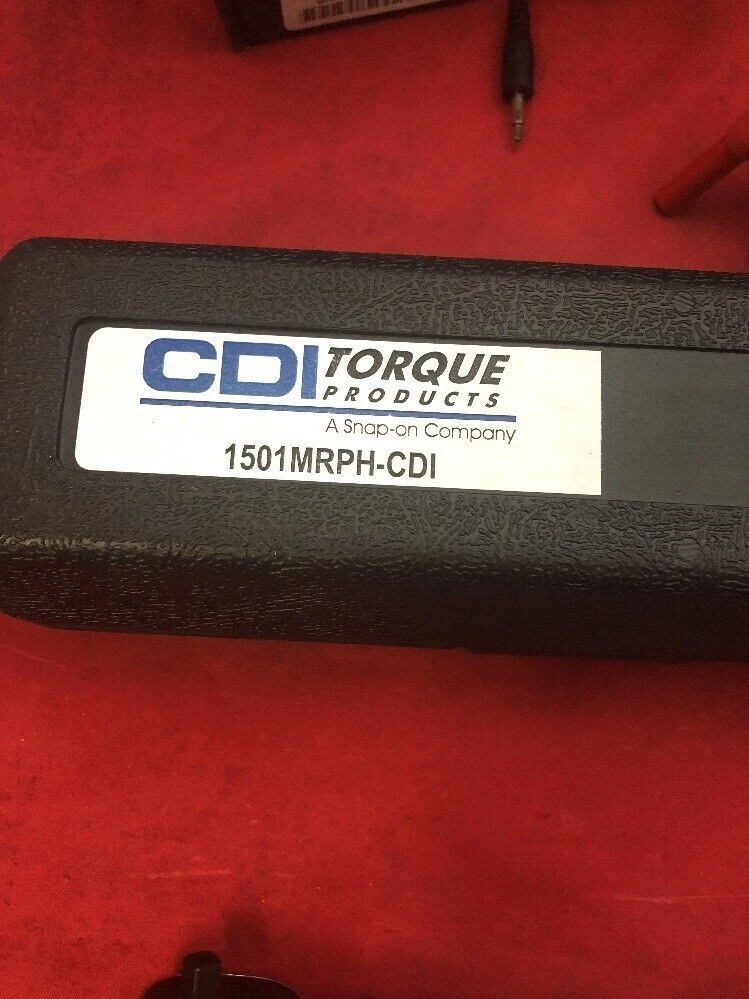 CDI TORQUE
PRODUCTS
A Snap-on Company
1501MRPH-CDI